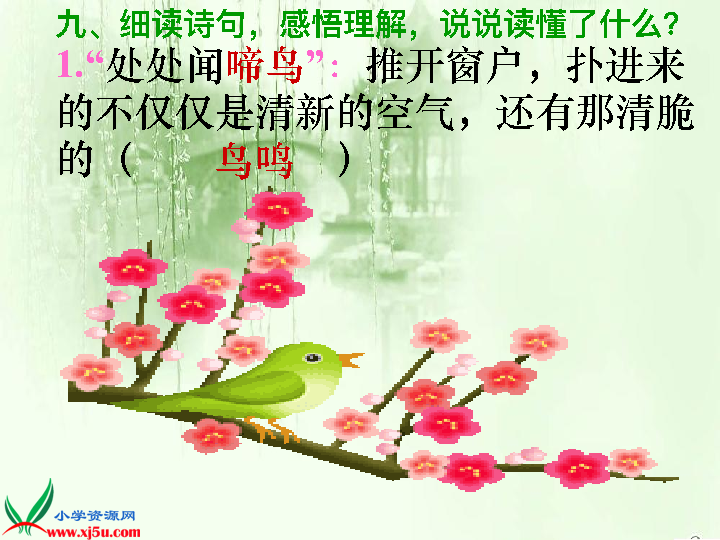 九、细读诗句，感悟理解，说说读懂了什么？
1.“处处闻啼鸟”：推开窗户，扑进来
的不仅仅是清新的空气，还有那清脆
的（ 鸟鸣 ）
小学资源网
www.xj5u.com